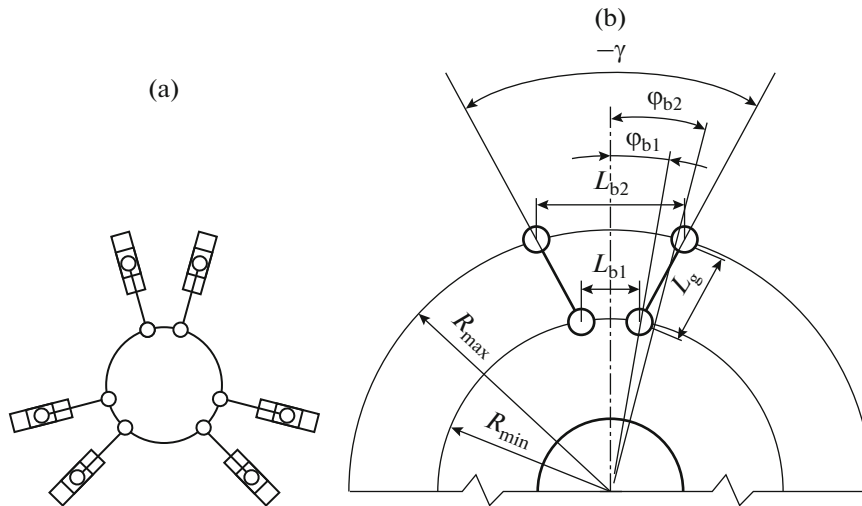 (a)
(b)
−γ
φb2
φb1
Lb2
Lb1
Lg
Rmax
Rmin